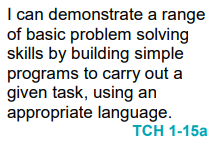 I can demonstrate a range
of basic problem solving
skills by building simple
programs to carry out a
given task, using an
appropriate language.
TCH 1-15a